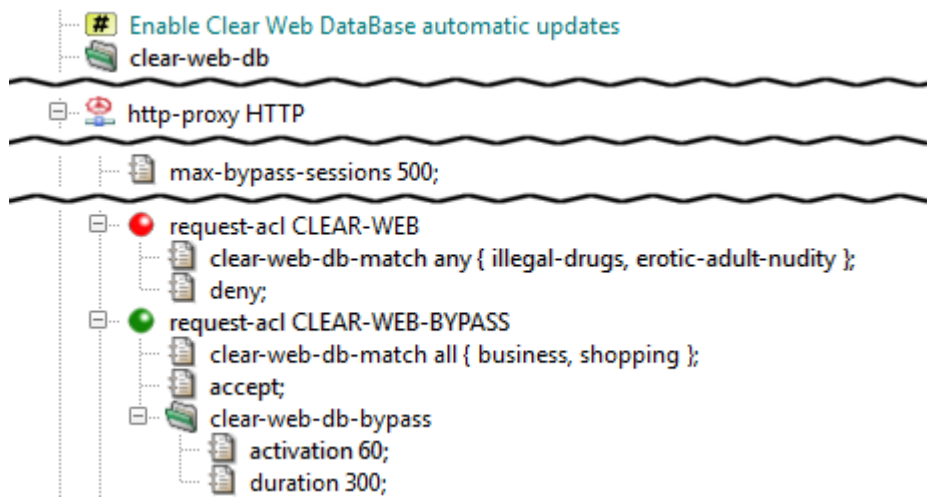 # Enable Clear Web DataBase automatic updates
clear-web-db
http-proxy HTTP
max-bypass-sessions 500;
request-acl CLEAR-WEB
clear-web-db-match any { illegal-drugs, erotic-adult-nudity };
deny;
request-acl CLEAR-WEB-BYPASS
clear-web-db-match all { business, shopping };
accept;
clear-web-db-bypass
activation 60;
duration 300;